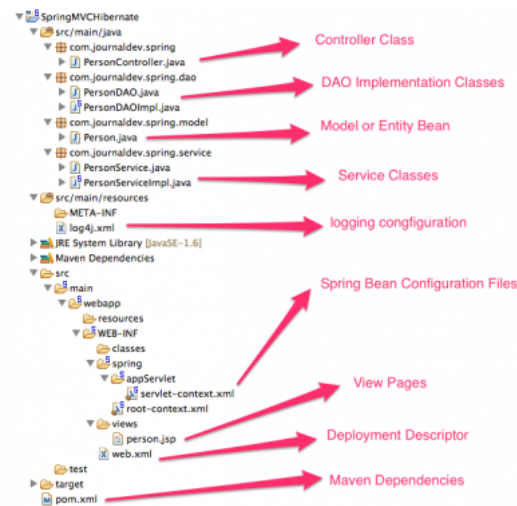 SpringMVCHibernate
src/main/java
com.journaldev.spring
PersonController.java
Controller Class
com.journaldev.spring.dao
PersonDAO.java
DAO Implementation Classes
PersonDAOImpl.java
com.journaldev.spring.model
Person.java
Model or Entity Bean
com.journaldev.spring.service
PersonService.java
PersonServiceImpl.java
Service Classes
src/main/resources
META-INF
log4j.xml
logging congfiguration
JRE System Library [JavaSE-1.6]
Maven Dependencies
src
main
Spring Bean Configuration Files
webapp
resources
WEB-INF
classes
spring
appServlet
servlet-context.xml
View Pages
root-context.xml
views
person.jsp
Deployment Descriptor
web.xml
test
target
Maven Dependencies
pom.xml